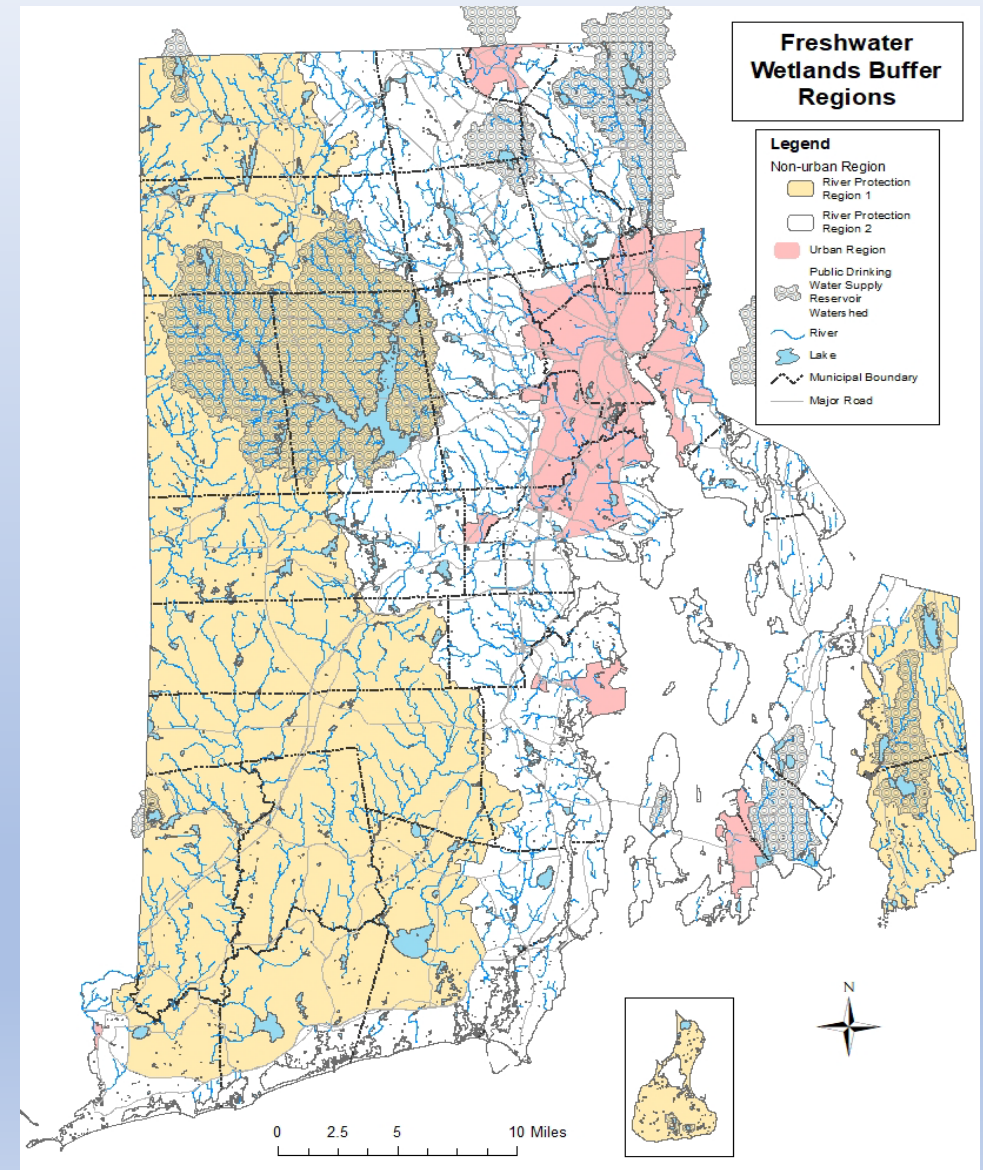 Freshwater
Wetlands Buffer
Regions
Legend
Non-urban Region
River Protection
Region 1
River Protection
Region 2
Urban Region
Public Drinking
Water Supply
Reservoir
Watershed
River
Lake
Municipal Boundary
Major Road
N
0 2.5 5 10 Miles